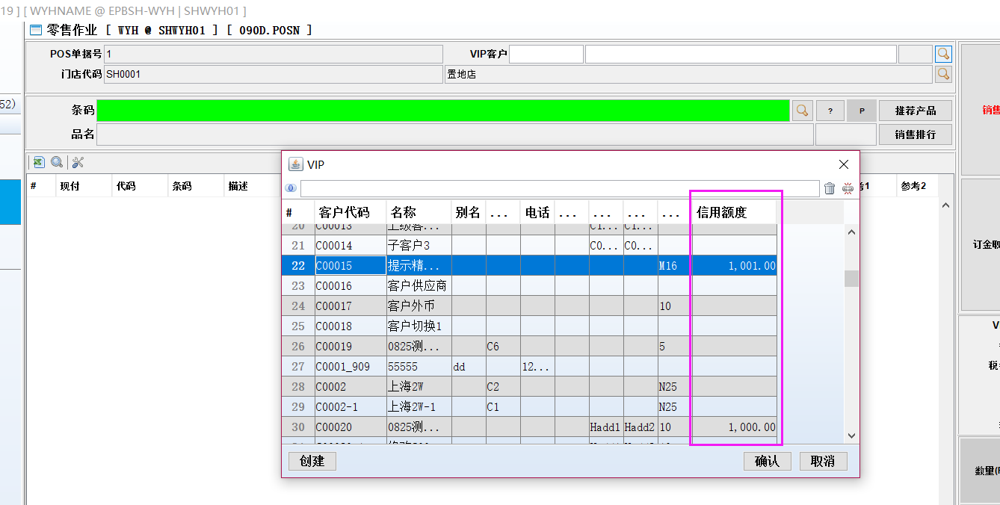 19 ] [ WYHNAME @ EPBSH-WYH | SHWYH01 ]
零售作业 [ WYH @ SHWYH01 ] [ 090D.POSN ]
POS单据号 1 VIP客户
门店代码 SH0001 置地店
52)
条码 ? P 推荐产品
品名 销售排行
销售
# 现付 代码 条码 描述 考1 参考2
VIP
# 客户代码 名称 别名 ... 电话 ... ... ... ... 信用额度
20 C00013 上级客... C1... C1...
21 C00014 子客户3 C0... C0...
22 C00015 提示精... M16 1,001.00
23 C00016 客户供应商
24 C00017 客户外币 10
25 C00018 客户切换1
26 C00019 0825测... C6 5
27 C0001_909 55555 dd 12...
28 C0002 上海2W C2 N25
29 C0002-1 上海2W-1 C1 N25
30 C00020 0825测... Hadd1 Hadd2 10 1,000.00
创建 确认 取消
订金取
V
税
数量(